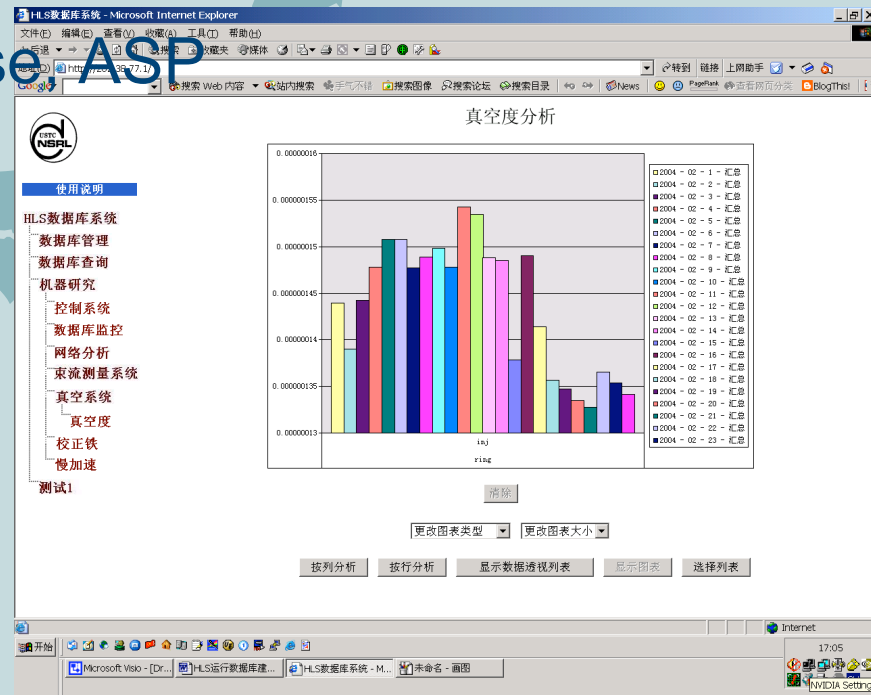 HLS数据库系统 - Microsoft Internet Explorer
文件(F) 编辑(E) 查看(V) 收藏(A) 工具(T) 帮助(H)
se, ASP
转到 链接 上网助手
Google 搜索 Web 内容 站内搜索 手气不错 搜索图像 搜索论坛 搜索目录 News PageRank 查看网页分类 BlogThis!
USTC
NSRL
使用说明
HLS数据库系统
数据库管理
数据库查询
机器研究
控制系统
数据库监控
网络分析
束流测量系统
真空系统
真空度
校正铁
慢加速
测试1
真空度分析
0.00000016
0.000000155
0.00000015
0.000000145
0.00000014
0.000000135
0.00000013
inj
ring
2004 - 02 - 1 - 汇总
2004 - 02 - 2 - 汇总
2004 - 02 - 3 - 汇总
2004 - 02 - 4 - 汇总
2004 - 02 - 5 - 汇总
2004 - 02 - 6 - 汇总
2004 - 02 - 7 - 汇总
2004 - 02 - 8 - 汇总
2004 - 02 - 9 - 汇总
2004 - 02 - 10 - 汇总
2004 - 02 - 11 - 汇总
2004 - 02 - 12 - 汇总
2004 - 02 - 13 - 汇总
2004 - 02 - 14 - 汇总
2004 - 02 - 15 - 汇总
2004 - 02 - 16 - 汇总
2004 - 02 - 17 - 汇总
2004 - 02 - 18 - 汇总
2004 - 02 - 19 - 汇总
2004 - 02 - 20 - 汇总
2004 - 02 - 21 - 汇总
2004 - 02 - 22 - 汇总
2004 - 02 - 23 - 汇总
清除
更改图表类型 更改图表大小
按列分析 按行分析 显示数据透视列表 显示图表 选择列表
Internet
开始
17:05
Microsoft Visio - [Dr... HLS运行数据库建... HLS数据库系统 - M... 未命名 - 画图
NVIDIA Setting